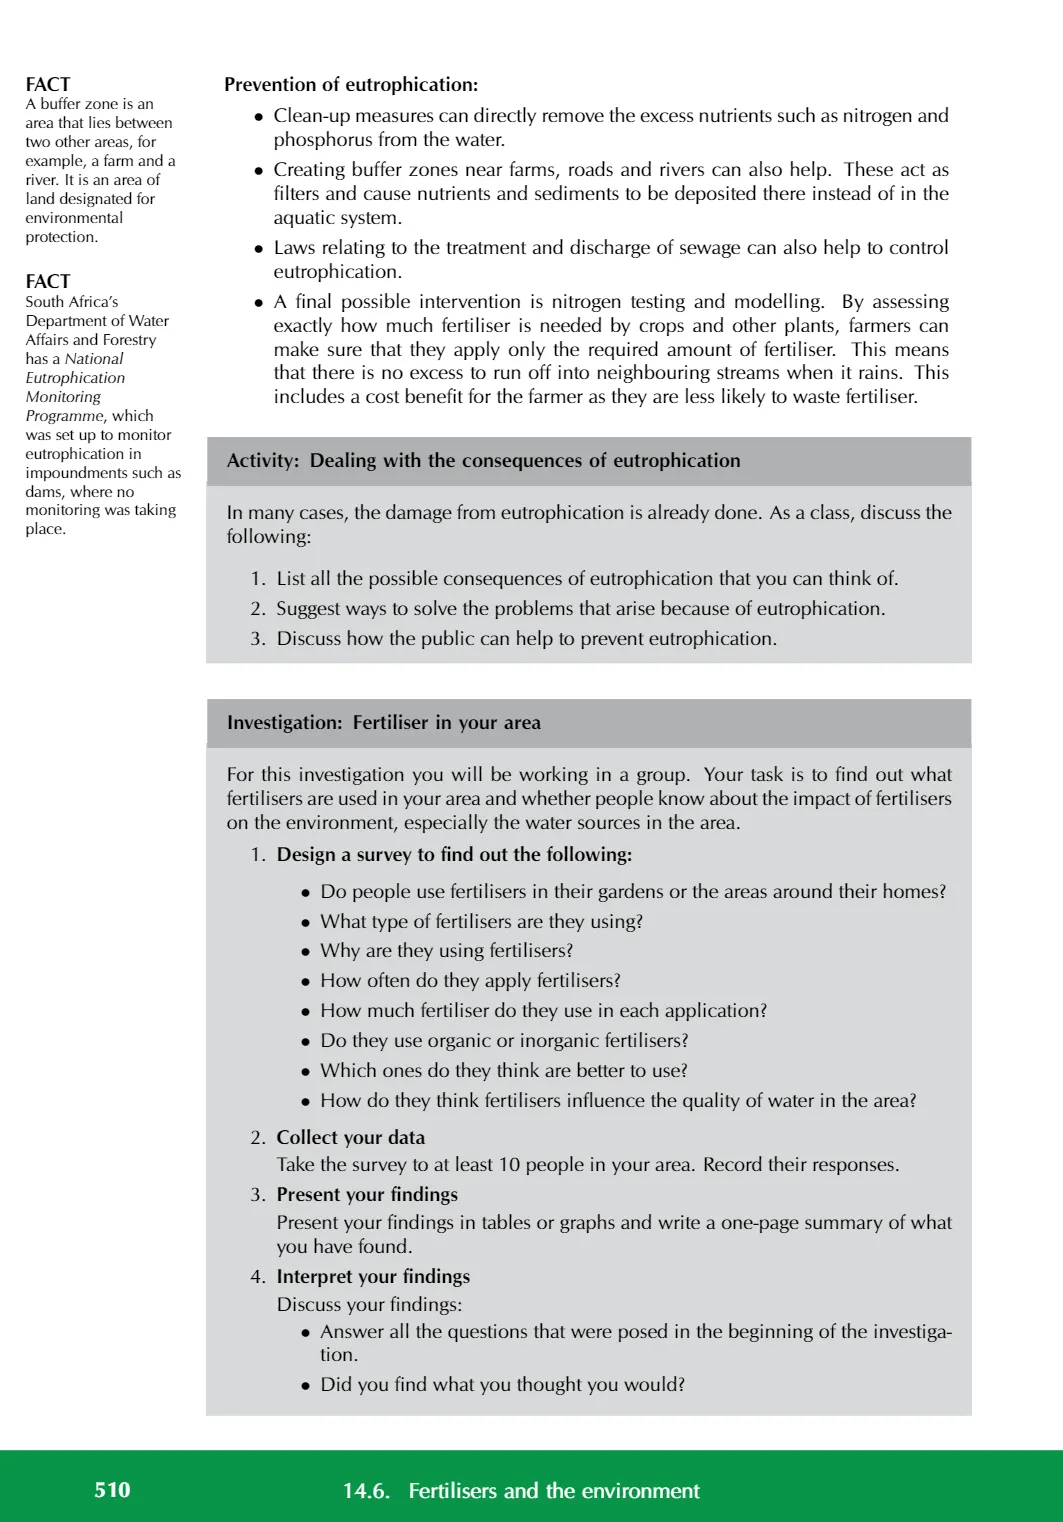 FACT
A buffer zone is an
area that lies between
two other areas, for
example, a farm and a
river. It is an area of
land designated for
environmental
protection.
FACT
South Africa's
Department of Water
Affairs and Forestry
has a National
Eutrophication
Monitoring
Programme, which
was set up to monitor
eutrophication in
impoundments such as
dams, where no
monitoring was taking
place.
Prevention of eutrophication:
• Clean-up measures can directly remove the excess nutrients such as nitrogen and
phosphorus from the water.
• Creating buffer zones near farms, roads and rivers can also help. These act as
filters and cause nutrients and sediments to be deposited there instead of in the
aquatic system.
• Laws relating to the treatment and discharge of sewage can also help to control
eutrophication.
• A final possible intervention is nitrogen testing and modelling. By assessing
exactly how much fertiliser is needed by crops and other plants, farmers can
make sure that they apply only the required amount of fertiliser. This means
that there is no excess to run off into neighbouring streams when it rains. This
includes a cost benefit for the farmer as they are less likely to waste fertiliser.
Activity: Dealing with the consequences of eutrophication
In many cases, the damage from eutrophication is already done. As a class, discuss the
following:
1. List all the possible consequences of eutrophication that you can think of.
2. Suggest ways to solve the problems that arise because of eutrophication.
3. Discuss how the public can help to prevent eutrophication.
Investigation: Fertiliser in your area
For this investigation you will be working in a group. Your task is to find out what
fertilisers are used in your area and whether people know about the impact of fertilisers
on the environment, especially the water sources in the area.
1. Design a survey to find out the following:
• Do people use fertilisers in their gardens or the areas around their homes?
• What type of fertilisers are they using?
• Why are they using fertilisers?
• How often do they apply fertilisers?
• How much fertiliser do they use in each application?
• Do they use organic or inorganic fertilisers?
• Which ones do they think are better to use?
• How do they think fertilisers influence the quality of water in the area?
2. Collect your data
Take the survey to at least 10 people in your area. Record their responses.
3. Present your findings
Present your findings in tables or graphs and write a one-page summary of what
you have found.
4. Interpret your findings
Discuss your findings:
• Answer all the questions that were posed in the beginning of the investiga-
tion.
• Did you find what you thought you would?
510
14.6. Fertilisers and the environment